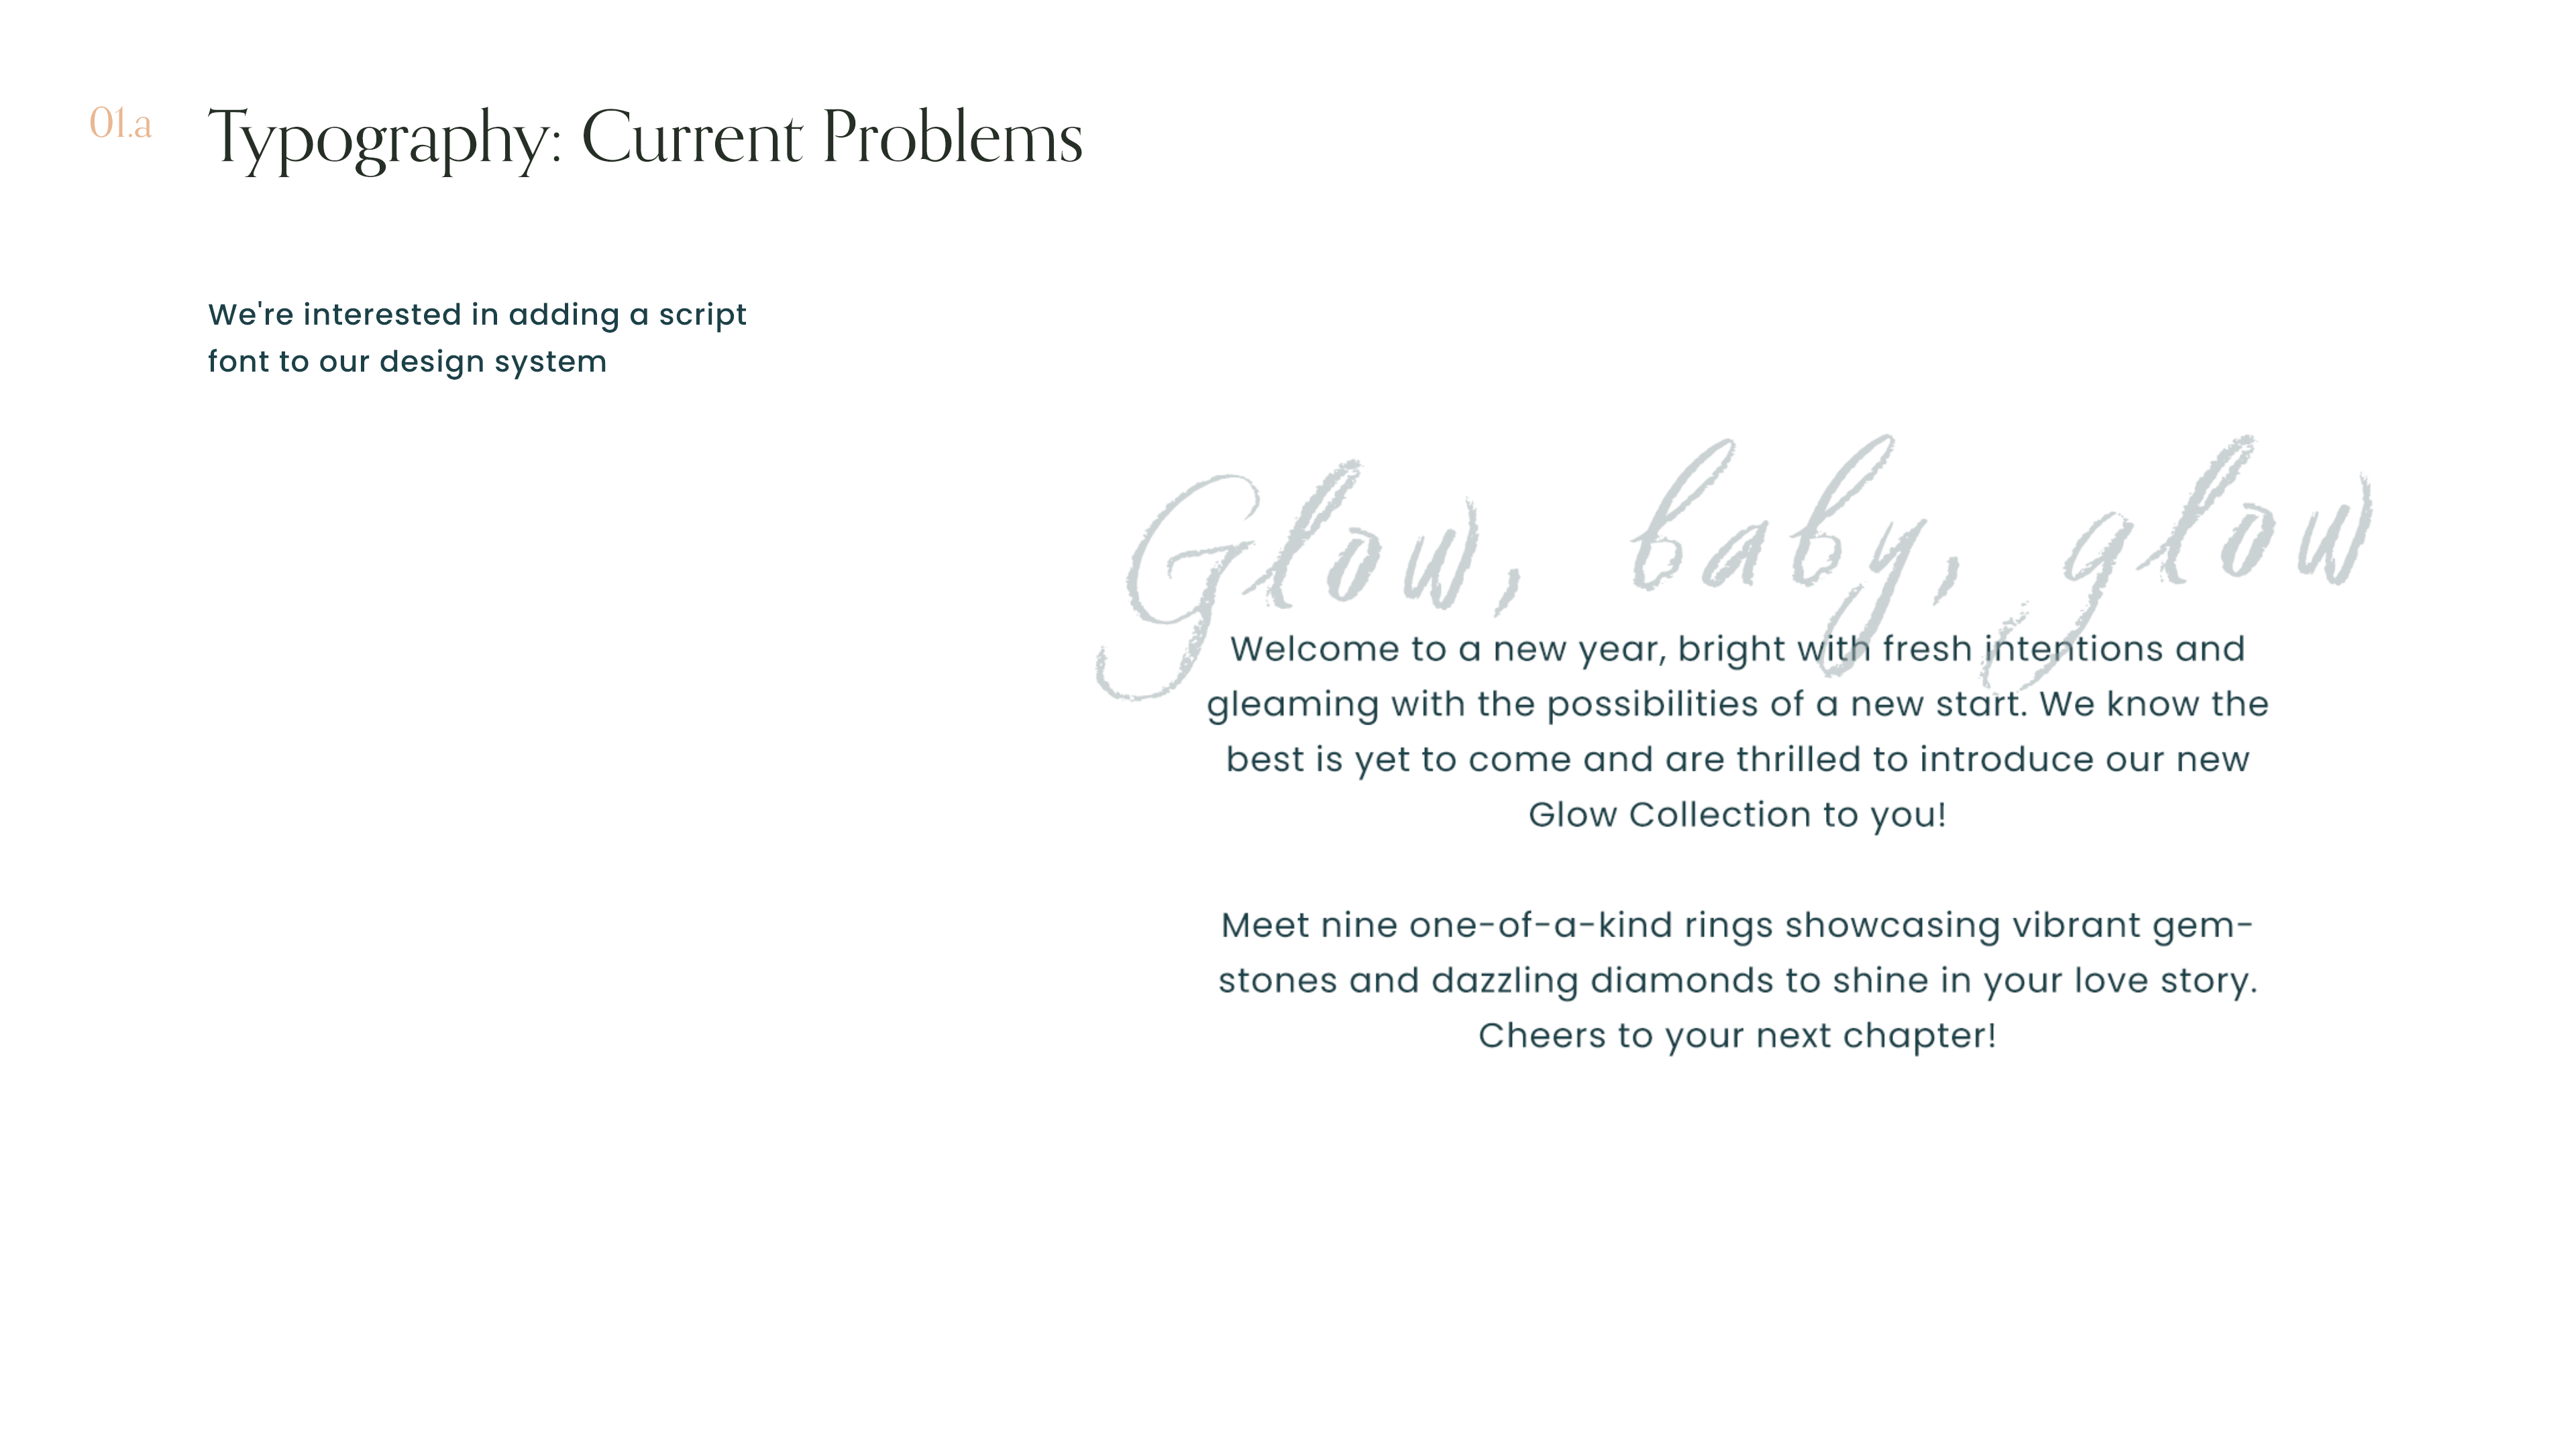 01.a
Typography: Current Problems
We're interested in adding a script
font to our design system
Glow, baby, glow
Welcome to a new year, bright with fresh intentions and
gleaming with the possibilities of a new start. We know the
best is yet to come and are thrilled to introduce our new
Glow Collection to you!
Meet nine one-of-a-kind rings showcasing vibrant gem-
stones and dazzling diamonds to shine in your love story.
Cheers to your next chapter!